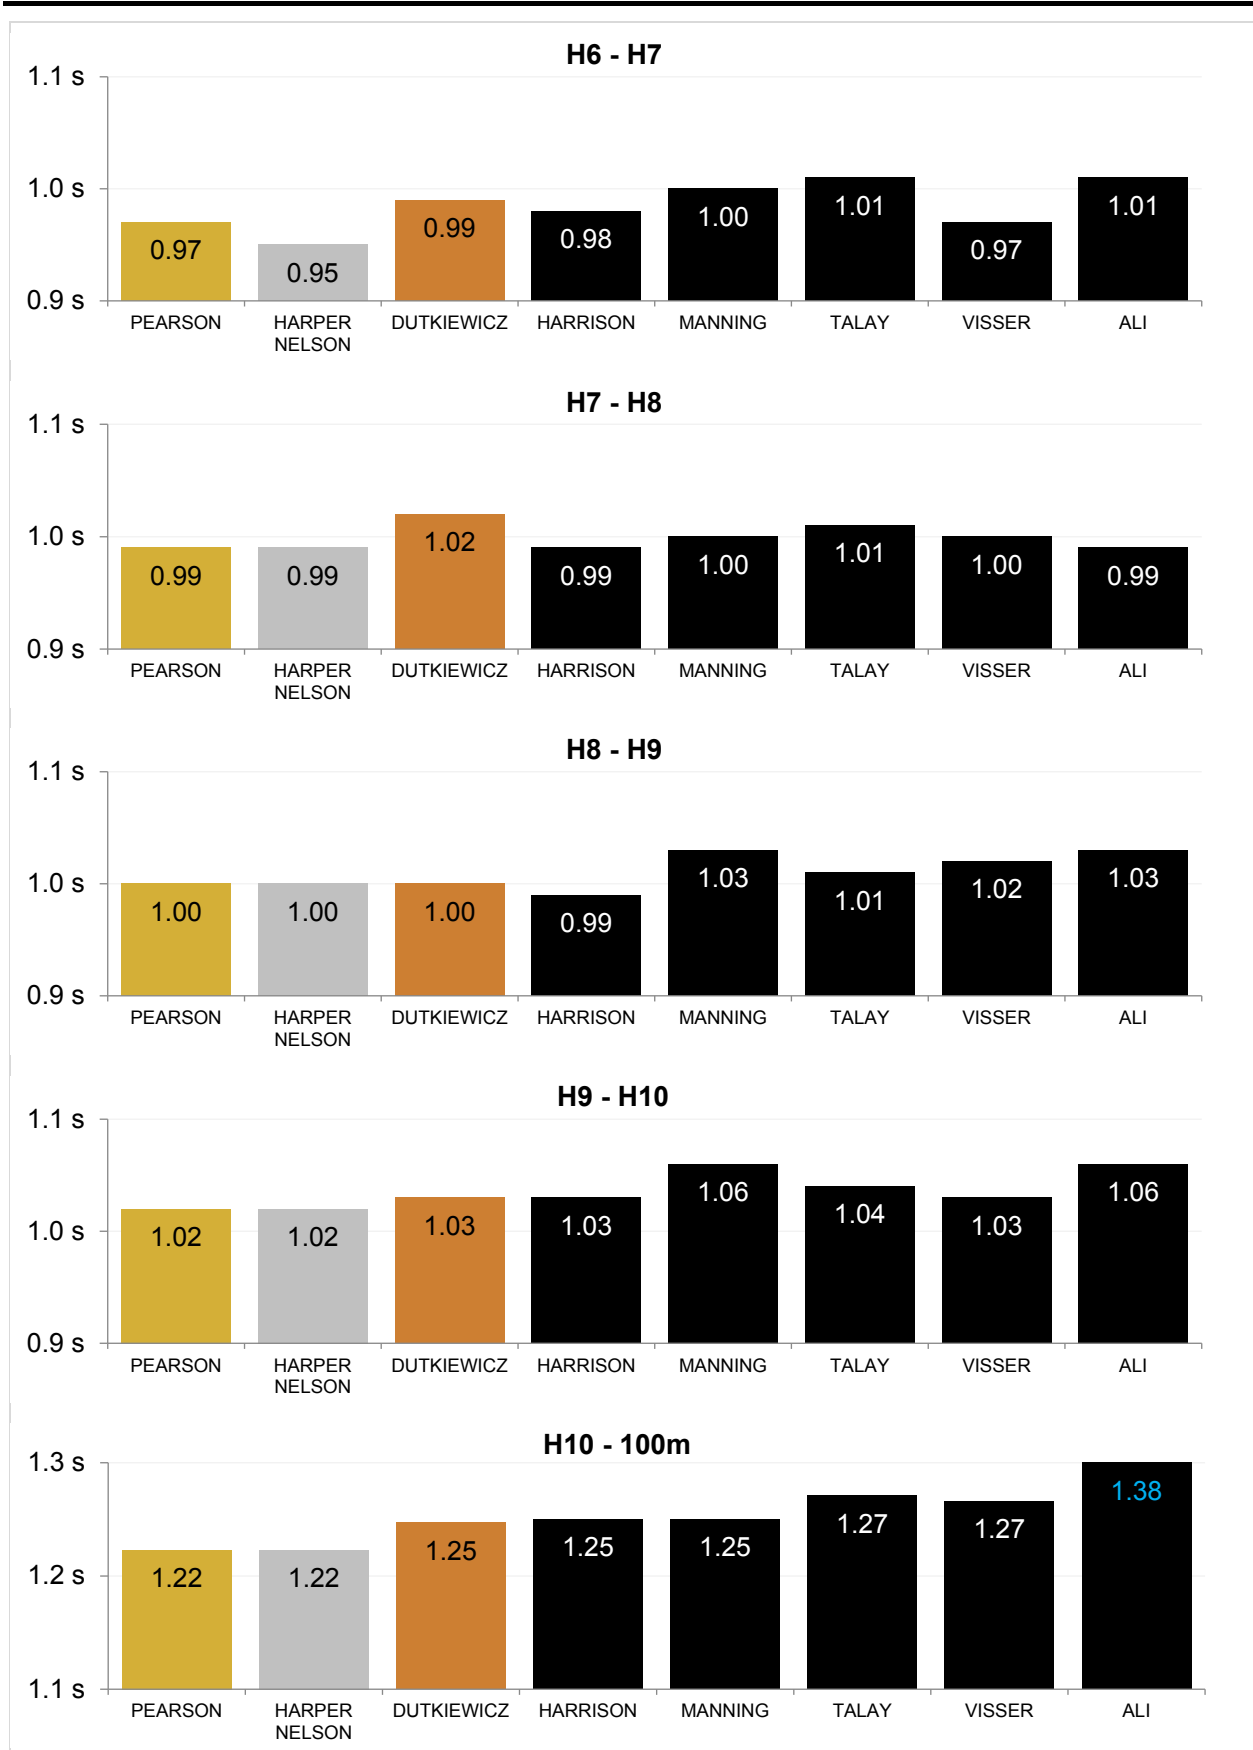 H6 - H7
1.1 s
1.0 s
0.9 s
0.97
0.95
0.99
0.98
1.00
1.01
0.97
1.01
PEARSON
HARPER
NELSON
DUTKIEWICZ
HARRISON
MANNING
TALAY
VISSER
ALI
H7 - H8
1.1 s
1.0 s
0.9 s
0.99
0.99
1.02
0.99
1.00
1.01
1.00
0.99
PEARSON
HARPER
NELSON
DUTKIEWICZ
HARRISON
MANNING
TALAY
VISSER
ALI
H8 - H9
1.1 s
1.0 s
0.9 s
1.00
1.00
1.00
0.99
1.03
1.01
1.02
1.03
PEARSON
HARPER
NELSON
DUTKIEWICZ
HARRISON
MANNING
TALAY
VISSER
ALI
H9 - H10
1.1 s
1.0 s
0.9 s
1.02
1.02
1.03
1.03
1.06
1.04
1.03
1.06
PEARSON
HARPER
NELSON
DUTKIEWICZ
HARRISON
MANNING
TALAY
VISSER
ALI
H10 - 100m
1.3 s
1.2 s
1.1 s
1.22
1.22
1.25
1.25
1.25
1.27
1.27
1.38
PEARSON
HARPER
NELSON
DUTKIEWICZ
HARRISON
MANNING
TALAY
VISSER
ALI